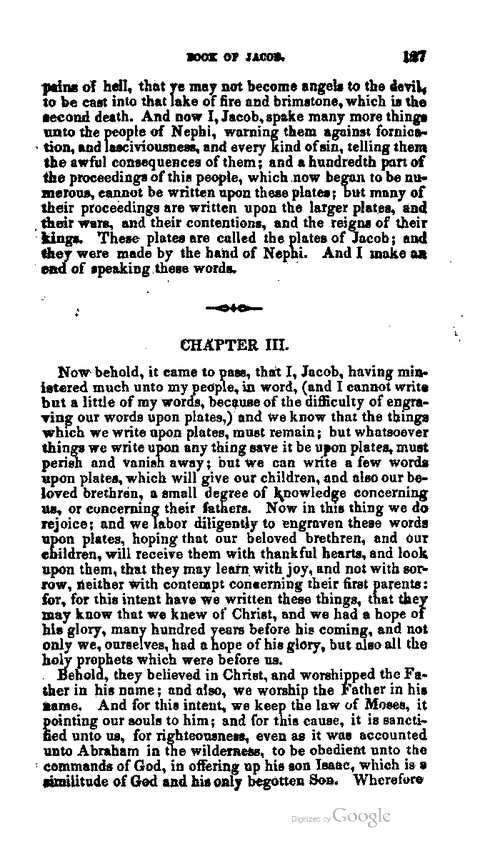 BOOK OF JACOB. 127
pains of hell, that ye may not become angels to the devil,
to be cast into that lake of fire and brimstone, which is the
second death. And now I, Jacob, spake many more things
unto the people of Nephi, warning them against fornica-
tion, and lasciviousness, and every kind of sin, telling them
the awful consequences of them; and a hundredth part of
the proceedings of this people, which now began to be nu-
merous, cannot be written upon these plates; but many of
their proceedings are written upon the larger plates, and
their wars, and their contentions, and the reigns of their
kings. These plates are called the plates of Jacob; and
they were made by the hand of Nephi. And I make an
end of speaking these words.
CHAPTER III.
Now behold, it came to pass, that I, Jacob, having min-
istered much unto my people, in word, (and I cannot write
but a little of my words, because of the difficulty of engra-
ving our words upon plates,) and we know that the things
which we write upon plates, must remain; but whatsoever
things we write upon any thing save it be upon plates, must
perish and vanish away; but we can write a few words
upon plates, which will give our children, and also our be-
loved brethren, a small degree of knowledge concerning
us, or concerning their fathers. Now in this thing we do
rejoice; and we labor diligently to engraven these words
upon plates, hoping that our beloved brethren, and our
children, will receive them with thankful hearts, and look
upon them, that they may learn with joy, and not with sor-
row, neither with contempt concerning their first parents:
for, for this intent have we written these things, that they
may know that we knew of Christ, and we had a hope of
his glory, many hundred years before his coming, and not
only we, ourselves, had a hope of his glory, but also all the
holy prophets which were before us.
Behold, they believed in Christ, and worshipped the Fa-
ther in his name; and also, we worship the Father in his
name. And for this intent, we keep the law of Moses, it
pointing our souls to him; and for this cause, it is sancti-
fied unto us, for righteousness, even as it was accounted
unto Abraham in the wilderness, to be obedient unto the
commands of God, in offering up his son Isaac, which is a
similitude of God and his only begotten Son. Wherefore
Digitized by Google